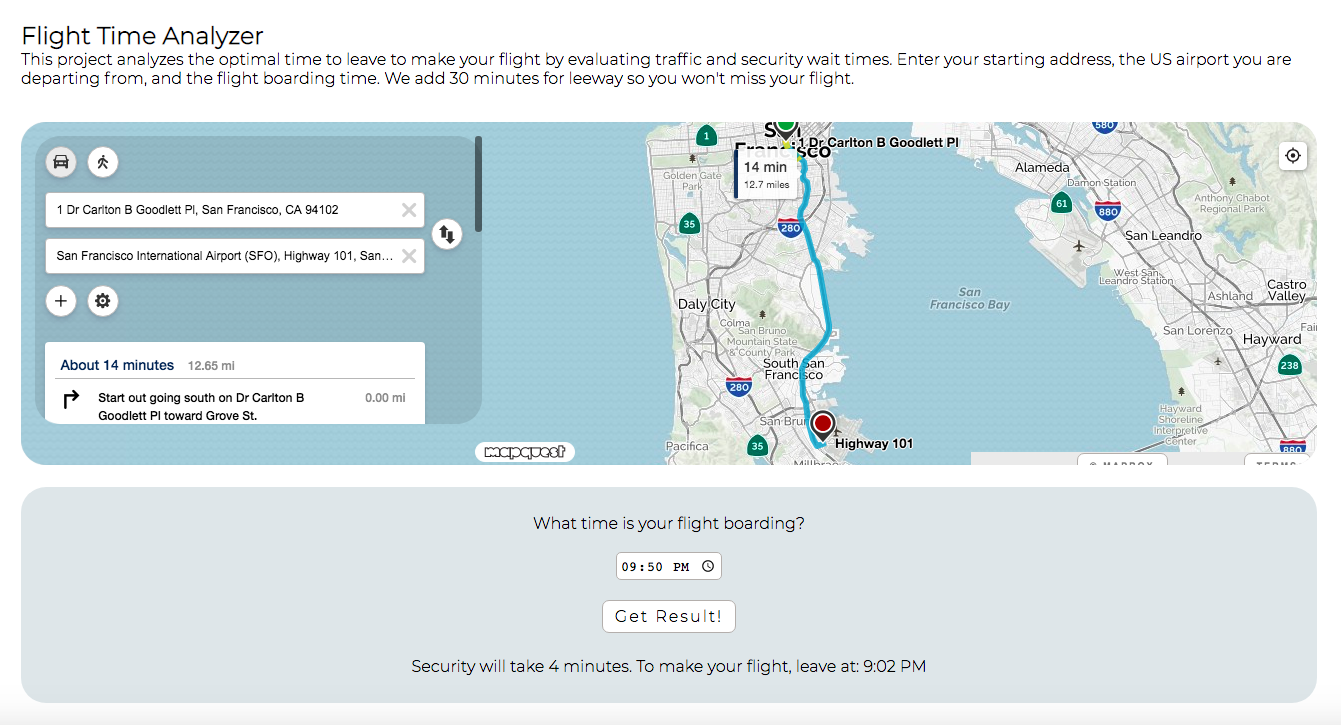 Flight Time Analyzer
This project analyzes the optimal time to leave to make your flight by evaluating traffic and security wait times. Enter your starting address, the US airport you are
departing from, and the flight boarding time. We add 30 minutes for leeway so you won't miss your flight.
1 Dr Carlton B Goodlett Pl, San Francisco, CA 94102
San Francisco International Airport (SFO), Highway 101, San...
+
About 14 minutes 12.65 mi
Start out going south on Dr Carlton B 0.00 mi
Goodlett Pl toward Grove St.
mapquest
1
San
Francisco
1 Dr Carlton B Goodlett Pl
14 min
12.7 miles
Golden Gate
Park
35
280
Daly City
Colma
San Bruno
Mountain State
& County Park
South San
Francisco
280
San Bru
Pacifica
35
Highway 101
Millbrae
San
Francisco Bay
580
Alameda
Damon Station
61
880
Anthony Chabot
Regional Park
San Leandro
West San
Leandro Station
Castro
Valley
Ashland
San Lorenzo
Fai
Hayward
238
Hayward
Shoreline
Interpretive
Center
880
© MAPBOX
TERMS
What time is your flight boarding?
09:50 PM
Get Result!
Security will take 4 minutes. To make your flight, leave at: 9:02 PM